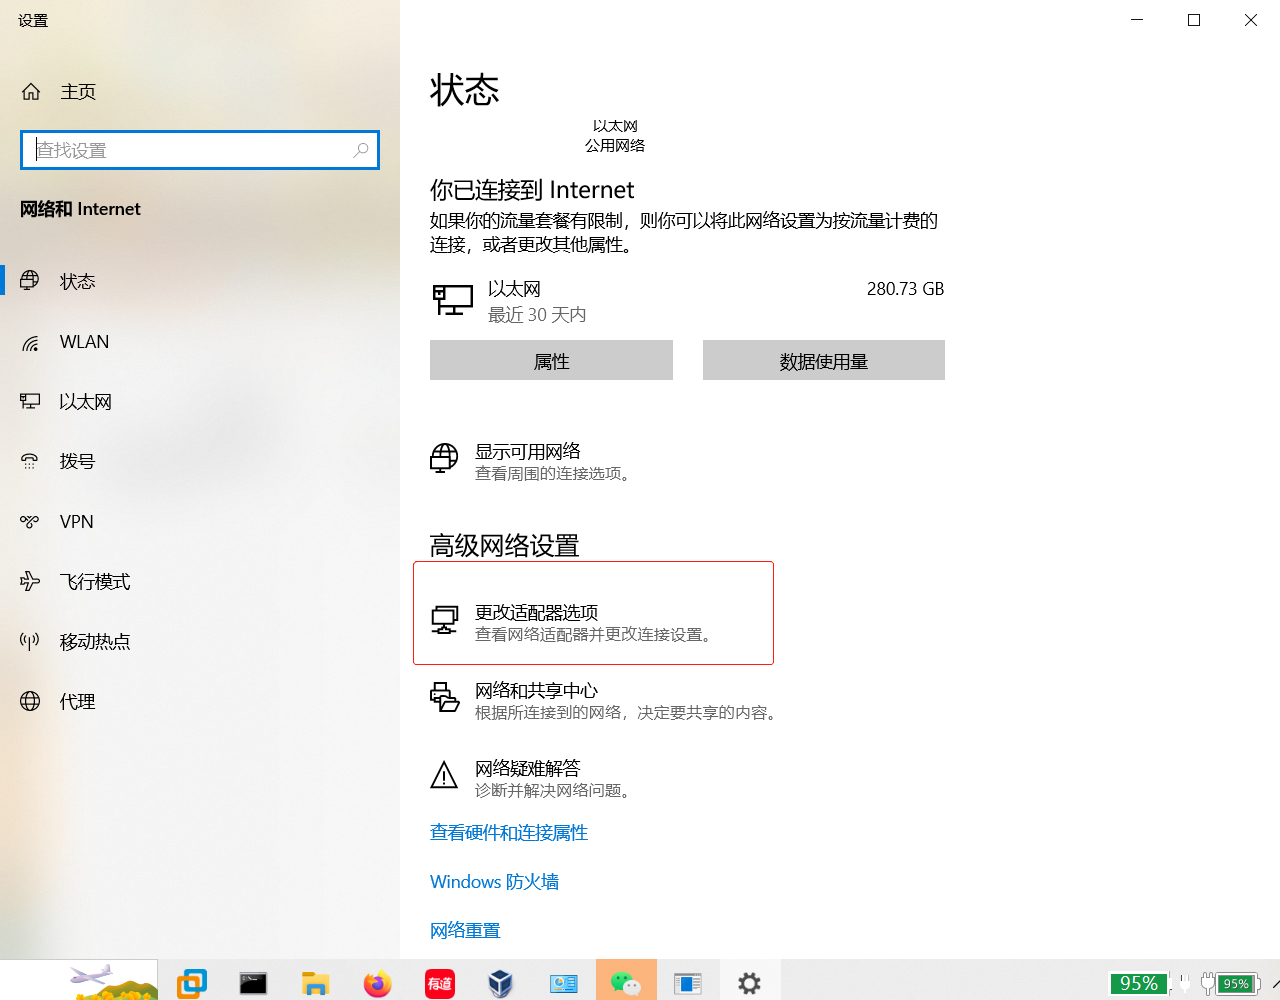 设置
主页
查找设置
网络和 Internet
状态
WLAN
以太网
拨号
VPN
飞行模式
移动热点
代理
状态
以太网
公用网络
你已连接到 Internet
如果你的流量套餐有限制，则你可以将此网络设置为按流量计费的
连接，或者更改其他属性。
以太网
280.73 GB
最近 30 天内
属性
数据使用量
显示可用网络
查看周围的连接选项。
高级网络设置
更改适配器选项
查看网络适配器并更改连接设置。
网络和共享中心
根据所连接到的网络，决定要共享的内容。
网络疑难解答
诊断并解决网络问题。
查看硬件和连接属性
Windows 防火墙
网络重置
有道
95%
95%